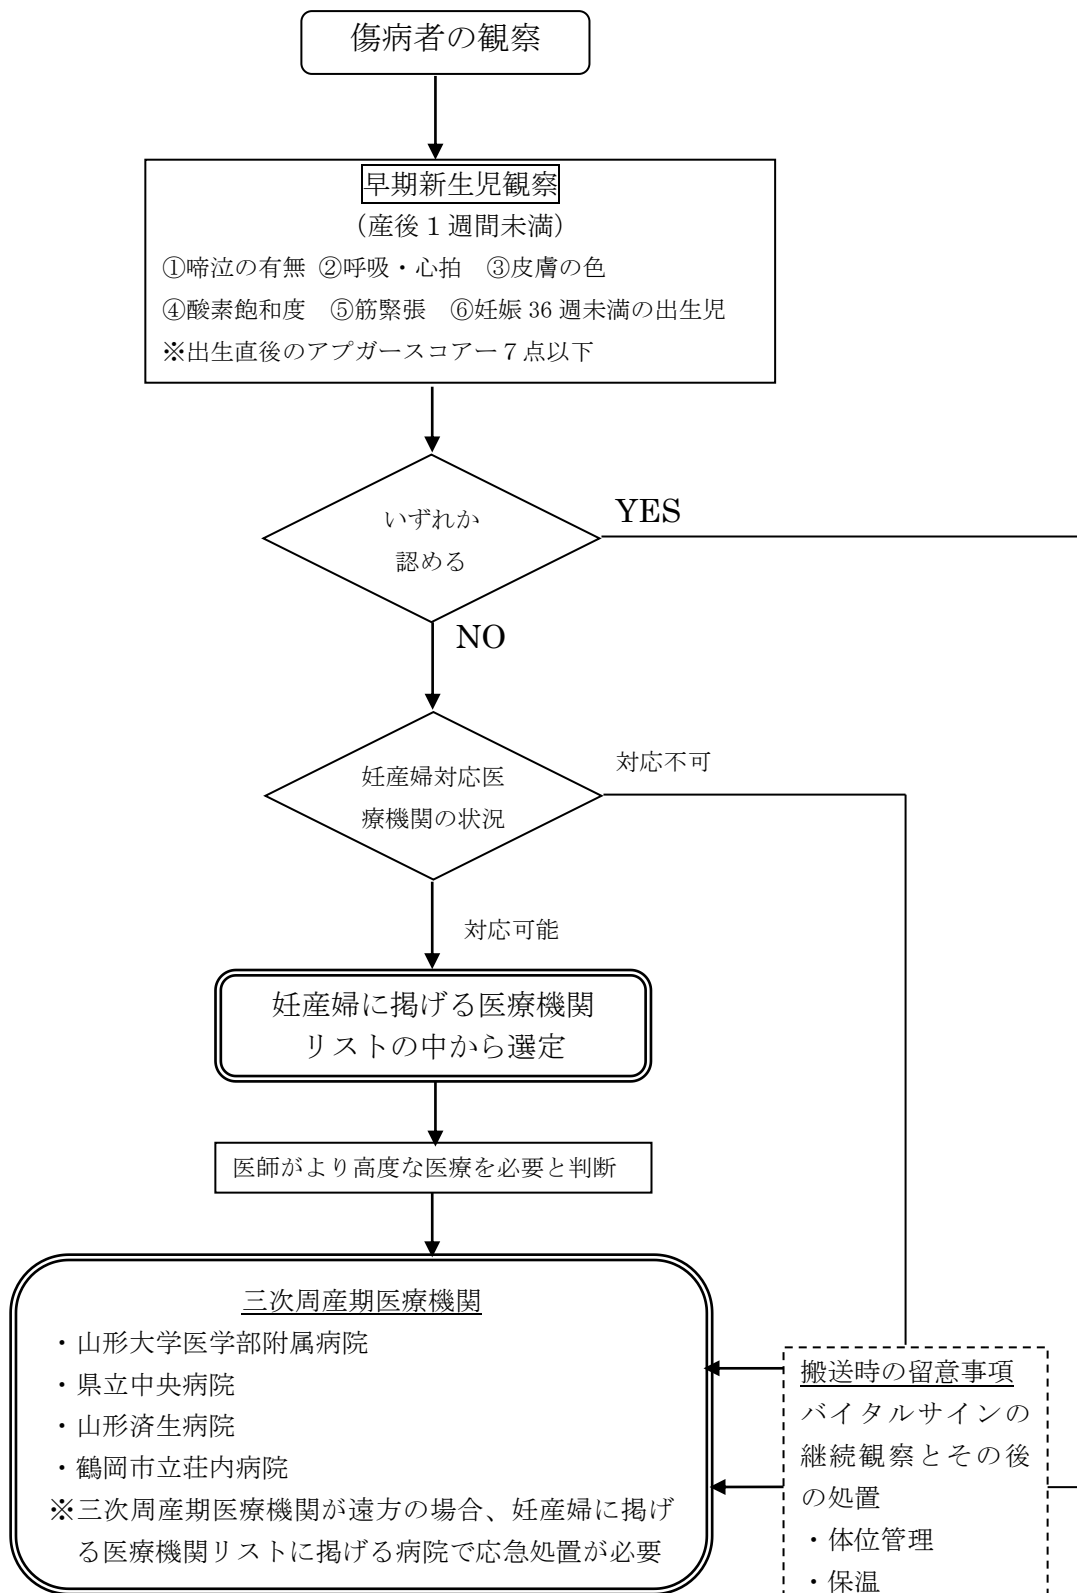 傷病者の観察
早期新生児観察
（産後１週間未満）
①啼泣の有無 ②呼吸・心拍　③皮膚の色
④酸素飽和度　⑤筋緊張　⑥妊娠 36 週未満の出生児
※出生直後のアプガースコアー７点以下
いずれか
認める
YES
NO
妊産婦対応医
療機関の状況
対応不可
対応可能
妊産婦に掲げる医療機関
リストの中から選定
医師がより高度な医療を必要と判断
三次周産期医療機関
・山形大学医学部附属病院
・県立中央病院
・山形済生病院
・鶴岡市立荘内病院
※三次周産期医療機関が遠方の場合、妊産婦に掲げ
る医療機関リストに掲げる病院で応急処置が必要
搬送時の留意事項
バイタルサインの
継続観察とその後
の処置
・体位管理
・保温